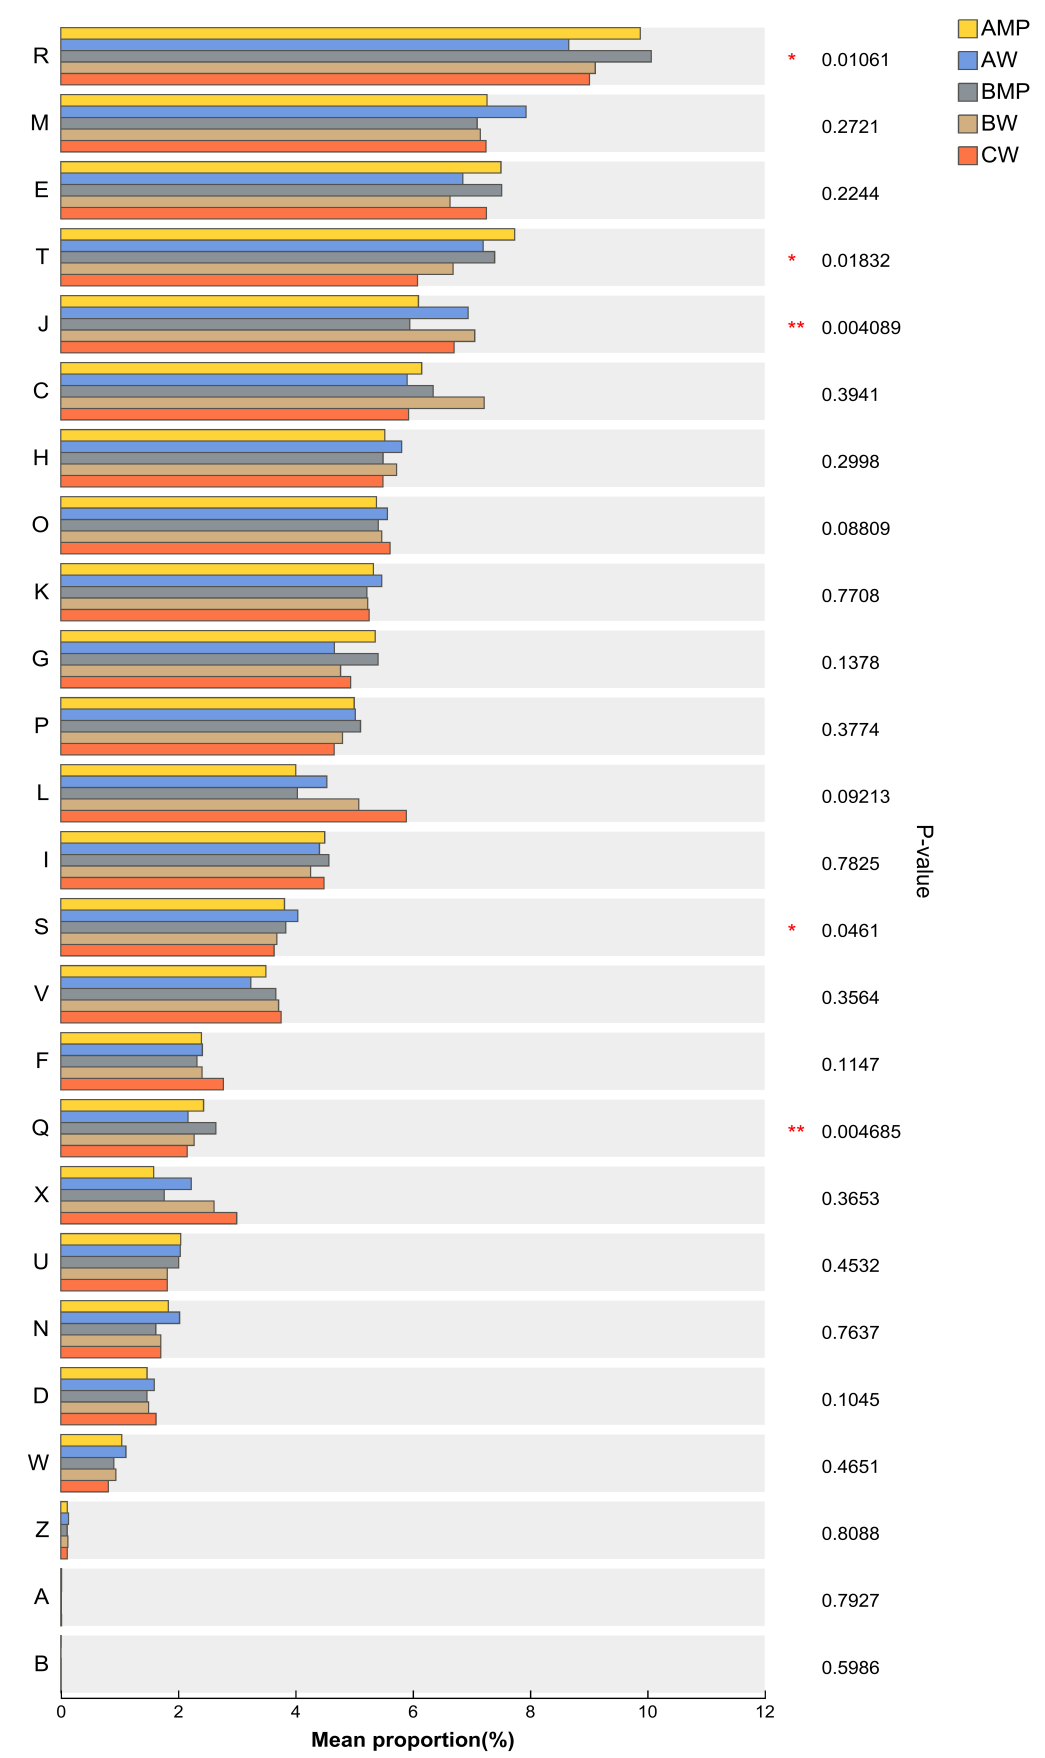 AMP
AW
BMP
BW
CW
R * 0.01061
M 0.2721
E 0.2244
T * 0.01832
J ** 0.004089
C 0.3941
H 0.2998
O 0.08809
K 0.7708
G 0.1378
P 0.3774
L 0.09213
I 0.7825
S * 0.0461
V 0.3564
F 0.1147
Q ** 0.004685
X 0.3653
U 0.4532
N 0.7637
D 0.1045
W 0.4651
Z 0.8088
A 0.7927
B 0.5986
P-value
0 2 4 6 8 10 12
Mean proportion(%)